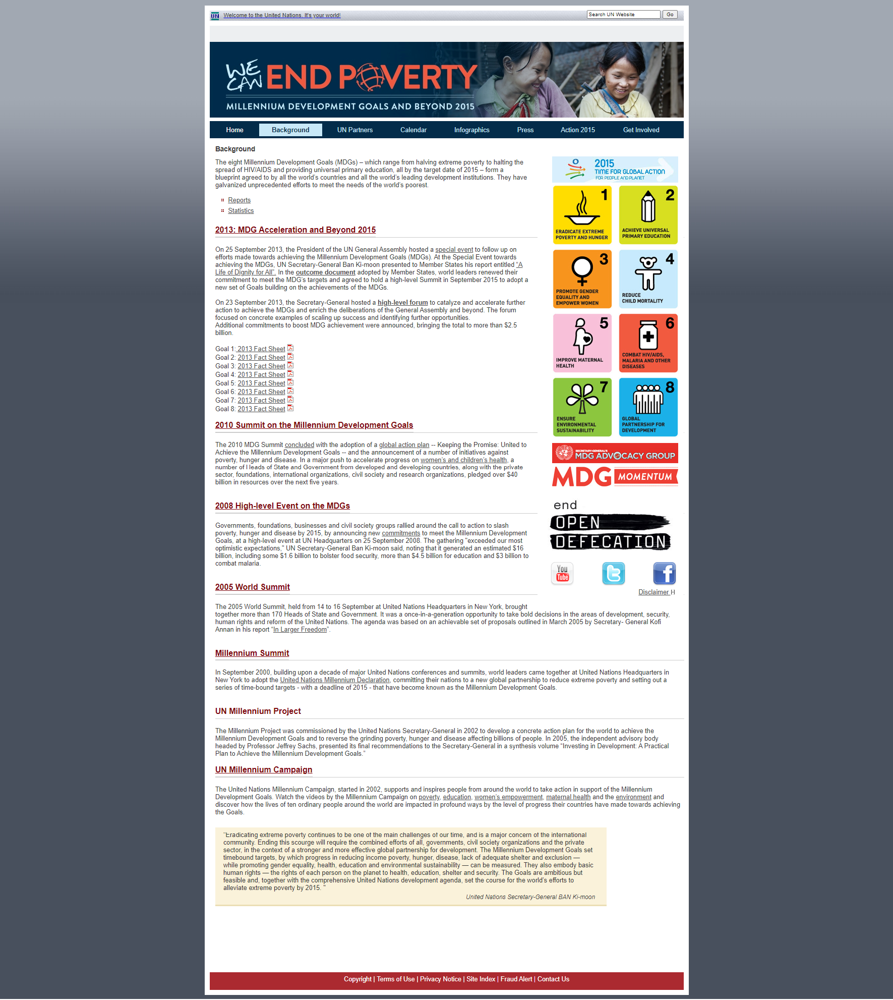 UN Welcome to the United Nations. It's your world!
Search UN Website Go
WE CAN END POVERTY
MILLENNIUM DEVELOPMENT GOALS AND BEYOND 2015
Home Background UN Partners Calendar Infographics Press Action 2015 Get Involved
Background
The eight Millennium Development Goals (MDGs) – which range from halving extreme poverty to halting the
spread of HIV/AIDS and providing universal primary education, all by the target date of 2015 – form a
blueprint agreed to by all the world's countries and all the world's leading development institutions. They have
galvanized unprecedented efforts to meet the needs of the world's poorest.
Reports
Statistics
2013: MDG Acceleration and Beyond 2015
On 25 September 2013, the President of the UN General Assembly hosted a special event to follow up on
efforts made towards achieving the Millennium Development Goals (MDGs). At the Special Event towards
achieving the MDGs, UN Secretary-General Ban Ki-moon presented to Member States his report entitled “A
Life of Dignity for All”. In the outcome document adopted by Member States, world leaders renewed their
commitment to meet the MDG's targets and agreed to hold a high-level Summit in September 2015 to adopt a
new set of Goals building on the achievements of the MDGs.
On 23 September 2013, the Secretary-General hosted a high-level forum to catalyze and accelerate further
action to achieve the MDGs and enrich the deliberations of the General Assembly and beyond. The forum
focused on concrete examples of scaling up success and identifying further opportunities.
Additional commitments to boost MDG achievement were announced, bringing the total to more than $2.5
billion.
Goal 1: 2013 Fact Sheet
Goal 2: 2013 Fact Sheet
Goal 3: 2013 Fact Sheet
Goal 4: 2013 Fact Sheet
Goal 5: 2013 Fact Sheet
Goal 6: 2013 Fact Sheet
Goal 7: 2013 Fact Sheet
Goal 8: 2013 Fact Sheet
2010 Summit on the Millennium Development Goals
The 2010 MDG Summit concluded with the adoption of a global action plan -- Keeping the Promise: United to
Achieve the Millennium Development Goals -- and the announcement of a number of initiatives against
poverty, hunger and disease. In a major push to accelerate progress on women's and children's health, a
number of Heads of State and Government from developed and developing countries, along with the private
sector, foundations, international organizations, civil society and research organizations, pledged over $40
billion in resources over the next five years.
2008 High-level Event on the MDGs
Governments, foundations, businesses and civil society groups rallied around the call to action to slash
poverty, hunger and disease by 2015, by announcing new commitments to meet the Millennium Development
Goals, at a high-level event at UN Headquarters on 25 September 2008. The gathering "exceeded our most
optimistic expectations," UN Secretary-General Ban Ki-moon said, noting that it generated an estimated $16
billion, including some $1.6 billion to bolster food security, more than $4.5 billion for education and $3 billion to
combat malaria.
2005 World Summit
The 2005 World Summit, held from 14 to 16 September at United Nations Headquarters in New York, brought
together more than 170 Heads of State and Government. It was a once-in-a-generation opportunity to take bold decisions in the areas of development, security,
human rights and reform of the United Nations. The agenda was based on an achievable set of proposals outlined in March 2005 by Secretary- General Kofi
Annan in his report “In Larger Freedom”.
Millennium Summit
In September 2000, building upon a decade of major United Nations conferences and summits, world leaders came together at United Nations Headquarters in
New York to adopt the United Nations Millennium Declaration, committing their nations to a new global partnership to reduce extreme poverty and setting out a
series of time-bound targets - with a deadline of 2015 - that have become known as the Millennium Development Goals.
UN Millennium Project
The Millennium Project was commissioned by the United Nations Secretary-General in 2002 to develop a concrete action plan for the world to achieve the
Millennium Development Goals and to reverse the grinding poverty, hunger and disease affecting billions of people. In 2005, the independent advisory body
headed by Professor Jeffrey Sachs, presented its final recommendations to the Secretary-General in a synthesis volume “Investing in Development: A Practical
Plan to Achieve the Millennium Development Goals.”
UN Millennium Campaign
The United Nations Millennium Campaign, started in 2002, supports and inspires people from around the world to take action in support of the Millennium
Development Goals. Watch the videos by the Millennium Campaign on poverty, education, women's empowerment, maternal health and the environment and
discover how the lives of ten ordinary people around the world are impacted in profound ways by the level of progress their countries have made towards achieving
the Goals.
"Eradicating extreme poverty continues to be one of the main challenges of our time, and is a major concern of the international
community. Ending this scourge will require the combined efforts of all, governments, civil society organizations and the private
sector, in the context of a stronger and more effective global partnership for development. The Millennium Development Goals set
timebound targets, by which progress in reducing income poverty, hunger, disease, lack of adequate shelter and exclusion —
while promoting gender equality, health, education and environmental sustainability — can be measured. They also embody basic
human rights — the rights of each person on the planet to health, education, shelter and security. The Goals are ambitious but
feasible and, together with the comprehensive United Nations development agenda, set the course for the world's efforts to
alleviate extreme poverty by 2015. "
United Nations Secretary-General BAN Ki-moon
2015
TIME FOR GLOBAL ACTION
FOR PEOPLE AND PLANET
1
ERADICATE EXTREME
POVERTY AND HUNGER
2
ACHIEVE UNIVERSAL
PRIMARY EDUCATION
3
PROMOTE GENDER
EQUALITY AND
EMPOWER WOMEN
4
REDUCE
CHILD MORTALITY
5
IMPROVE MATERNAL
HEALTH
6
COMBAT HIV/AIDS,
MALARIA AND OTHER
DISEASES
7
ENSURE
ENVIRONMENTAL
SUSTAINABILITY
8
GLOBAL
PARTNERSHIP FOR
DEVELOPMENT
SECRETARY-GENERAL'S
MDG ADVOCACY GROUP
MDG MOMENTUM
end
OPEN
DEFECATION
You
Tube
Disclaimer H
Copyright | Terms of Use | Privacy Notice | Site Index | Fraud Alert | Contact Us